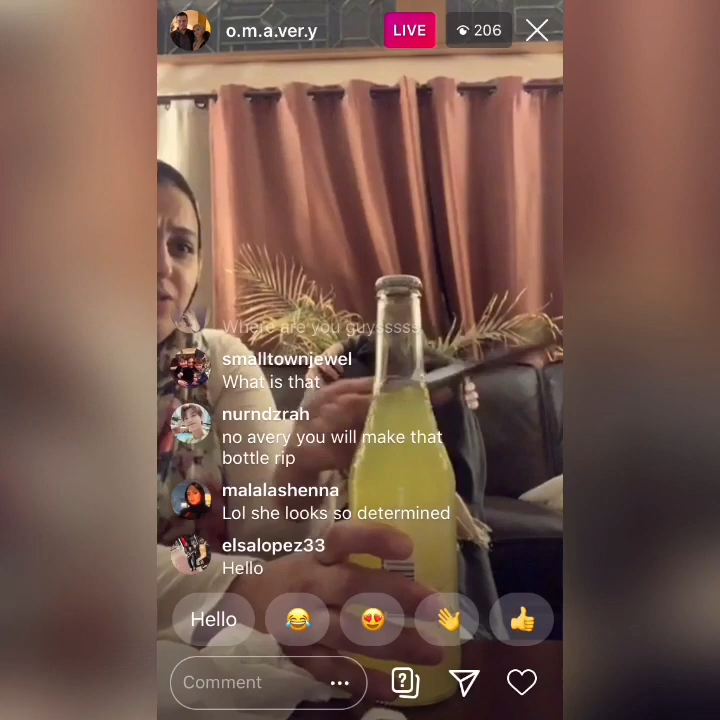 o.m.a.ver.y
LIVE
206
Where are you guysssss
smalltownjewel
What is that
nurndzrah
no avery you will make that
bottle rip
malalashenna
Lol she looks so determined
elsalopez33
Hello
Hello
Comment